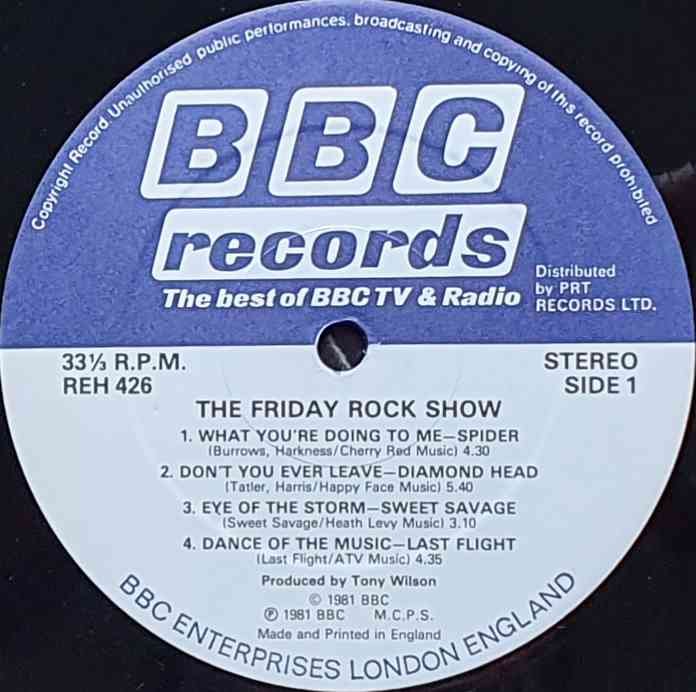 Copyright Record. Unauthorised public performances, broadcasting and copying of this record prohibited
BBC
records
The best of BBC TV & Radio
Distributed
by PRT
RECORDS LTD.
33⅓ R.P.M.
REH 426
STEREO
SIDE 1
THE FRIDAY ROCK SHOW
1. WHAT YOU'RE DOING TO ME—SPIDER
(Burrows, Harkness/Cherry Red Music) 4.30
2. DON'T YOU EVER LEAVE—DIAMOND HEAD
(Tatler, Harris/Happy Face Music) 5.40
3. EYE OF THE STORM—SWEET SAVAGE
(Sweet Savage/Heath Levy Music) 3.10
4. DANCE OF THE MUSIC—LAST FLIGHT
(Last Flight/ATV Music) 4.35
Produced by Tony Wilson
© 1981 BBC
℗ 1981 BBC M.C.P.S.
Made and Printed in England
BBC ENTERPRISES LONDON ENGLAND